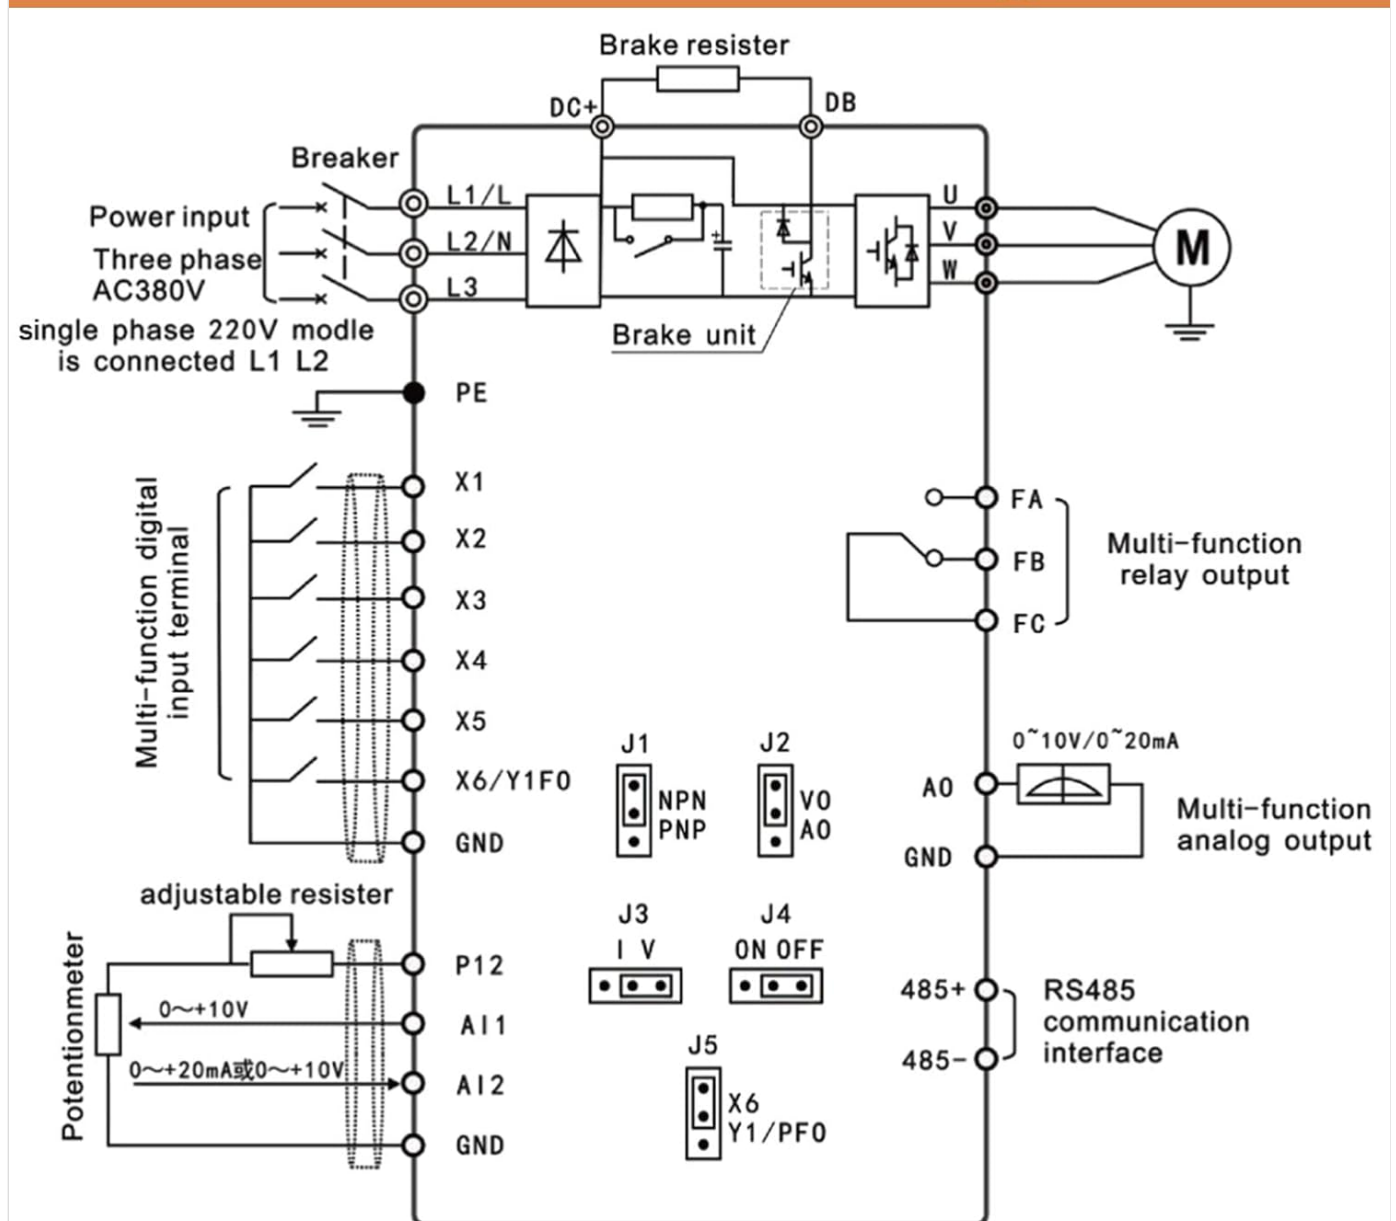 Brake resister
DC+
DB
Breaker
L1/L
U
Power input
L2/N
V
M
Three phase
AC380V
L3
W
single phase 220V modle
is connected L1 L2
Brake unit
PE
Multi-function digital
input terminal
X1
X2
X3
X4
X5
X6/Y1F0
GND
FA
FB
FC
Multi-function
relay output
J1
NPN
PNP
J2
VO
AO
0~10V/0~20mA
AO
GND
Multi-function
analog output
adjustable resister
Potentionmeter
P12
0～+10V
AI1
0～+20mA或0～+10V
AI2
GND
J3
I V
J4
ON OFF
J5
X6
Y1/PFO
485+
485-
RS485
communication
interface